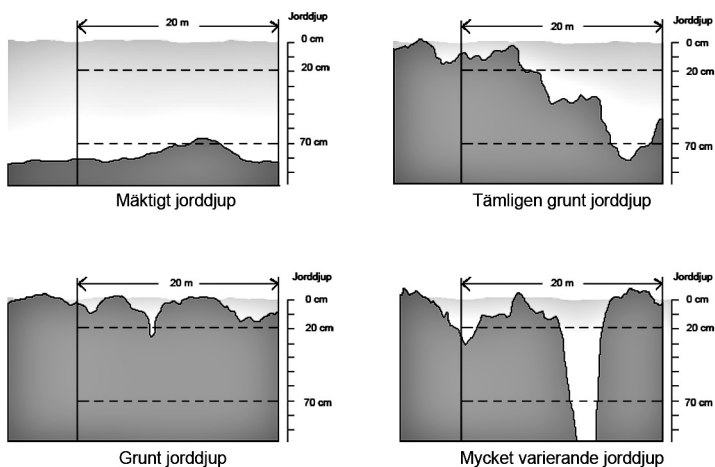 20 m
Jorddjup
0 cm
20 cm
70 cm
Mäktigt jorddjup
20 m
Jorddjup
0 cm
20 cm
70 cm
Tämligen grunt jorddjup
20 m
Jorddjup
0 cm
20 cm
70 cm
Grunt jorddjup
20 m
Jorddjup
0 cm
20 cm
70 cm
Mycket varierande jorddjup